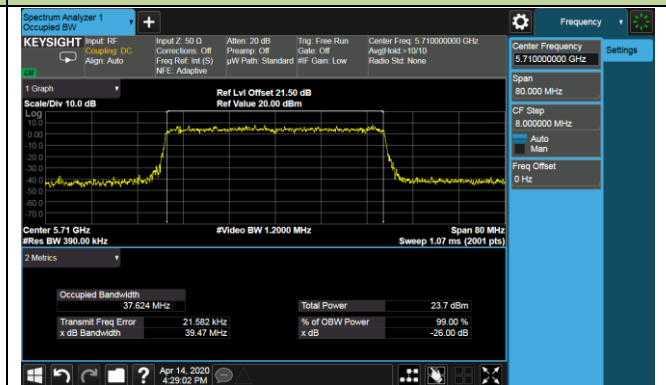 Spectrum Analyzer 1
Occupied BW
+
Frequency
KEYSIGHT
Input: RF
Coupling: DC
Align: Auto
Input Z: 50 Ω
Corrections: Off
Freq Ref: Int (S)
NFE: Adaptive
Atten: 20 dB
Preamp: Off
µW Path: Standard
Trig: Free Run
Gate: Off
#IF Gain: Low
Center Freq: 5.710000000 GHz
Avg|Hold:>10/10
Radio Std: None
LXI
Center Frequency
5.710000000 GHz
Settings
Span
80.000 MHz
CF Step
8.000000 MHz
Auto
Man
Freq Offset
0 Hz
1 Graph
Scale/Div 10.0 dB
Ref Lvl Offset 21.50 dB
Ref Value 20.00 dBm
Log
10.0
0.00
-10.0
-20.0
-30.0
-40.0
-50.0
-60.0
-70.0
Center 5.71 GHz
#Res BW 390.00 kHz
#Video BW 1.2000 MHz
Span 80 MHz
Sweep 1.07 ms (2001 pts)
2 Metrics
Occupied Bandwidth
37.624 MHz
Total Power 23.7 dBm
Transmit Freq Error 21.582 kHz
% of OBW Power 99.00 %
x dB Bandwidth 39.47 MHz
x dB -26.00 dB
?
Apr 14, 2020
4:29:02 PM